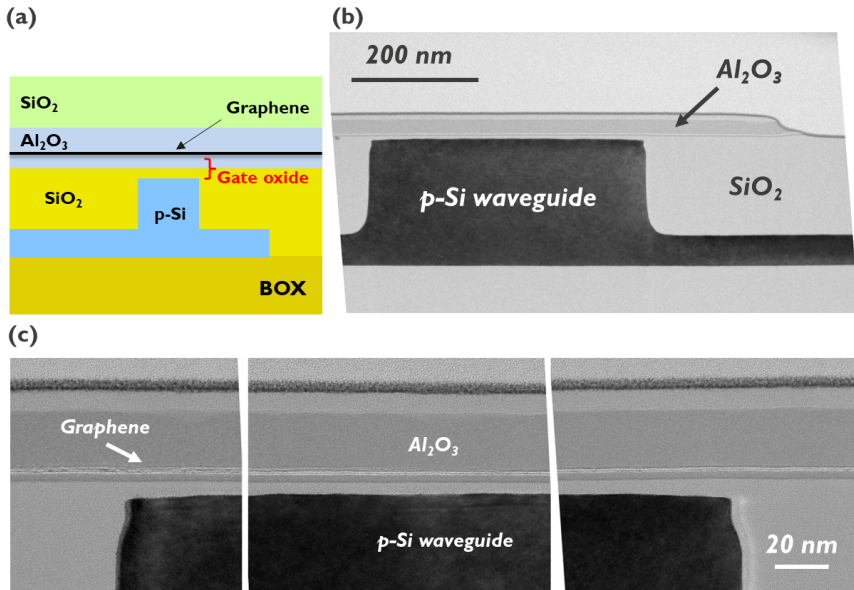 (a)
SiO₂
Graphene
Al₂O₃
Gate oxide
SiO₂
p-Si
BOX
(b)
200 nm
Al₂O₃
p-Si waveguide
SiO₂
(c)
Graphene
Al₂O₃
p-Si waveguide
20 nm